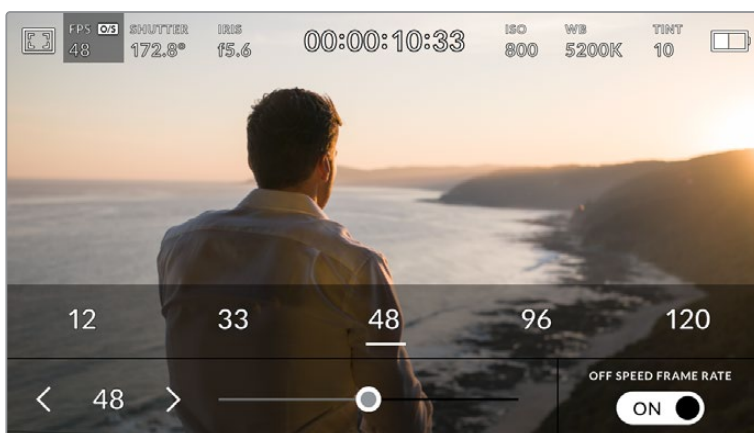 FPS O/S SHUTTER IRIS 00:00:10:33 ISO WB TINT
48 172.8° f5.6 800 5200K 10
12 33 48 96 120
OFF SPEED FRAME RATE
48 ON